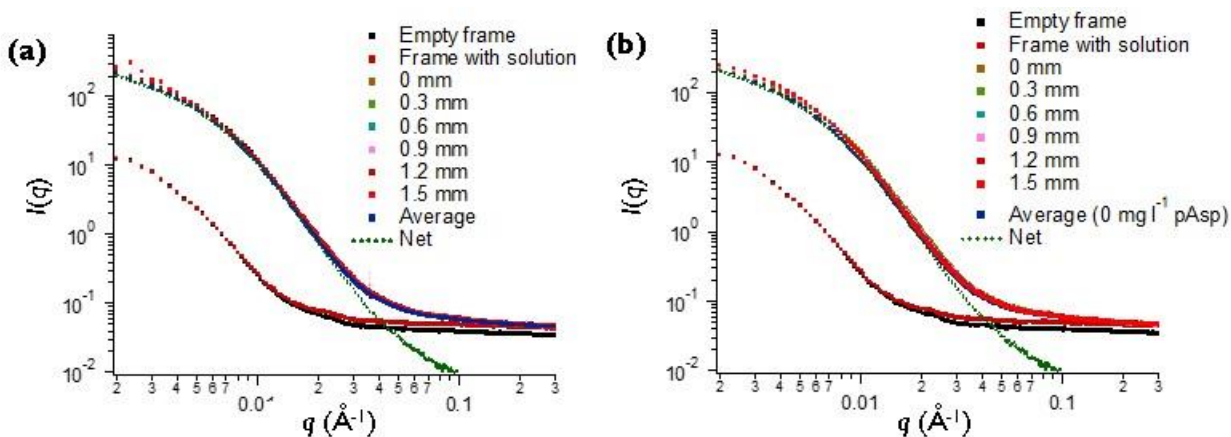 (a)
Empty frame
Frame with solution
0 mm
0.3 mm
0.6 mm
0.9 mm
1.2 mm
1.5 mm
Average
Net
I(q)
10²
10¹
10⁰
10⁻¹
10⁻²
2 3 4 5 6 7 2 3 4 5 6 7 2 3
0.1
q (Å⁻¹)
(b)
Empty frame
Frame with solution
0 mm
0.3 mm
0.6 mm
0.9 mm
1.2 mm
1.5 mm
Average (0 mg l⁻¹ pAsp)
Net
I(q)
10²
10¹
10⁰
10⁻¹
10⁻²
2 3 4 5 6 7 2 3 4 5 6 7 2 3
0.01 0.1
q (Å⁻¹)